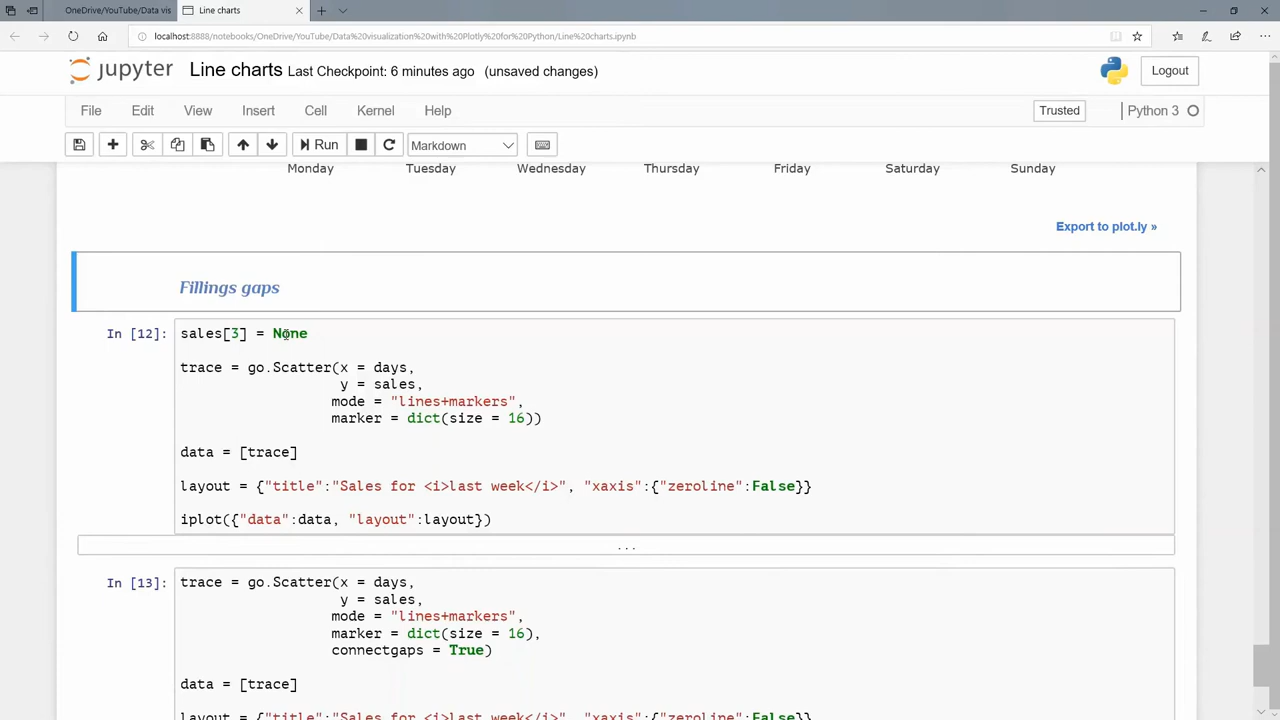 OneDrive/YouTube/Data vis
Line charts
localhost:8888/notebooks/OneDrive/YouTube/Data%20visualization%20with%20Plotly%20for%20Python/Line%20charts.ipynb
jupyter Line charts Last Checkpoint: 6 minutes ago (unsaved changes)
Logout
File Edit View Insert Cell Kernel Help
Trusted
Python 3
Run
Markdown
Monday Tuesday Wednesday Thursday Friday Saturday Sunday
Export to plot.ly »
Fillings gaps
In [12]:
sales[3] = None
trace = go.Scatter(x = days,
y = sales,
mode = "lines+markers",
marker = dict(size = 16))
data = [trace]
layout = {"title":"Sales for <i>last week</i>", "xaxis":{"zeroline":False}}
iplot({"data":data, "layout":layout})
...
In [13]:
trace = go.Scatter(x = days,
y = sales,
mode = "lines+markers",
marker = dict(size = 16),
connectgaps = True)
data = [trace]
layout = {"title":"Sales for <i>last week</i>", "xaxis":{"zeroline":False}}